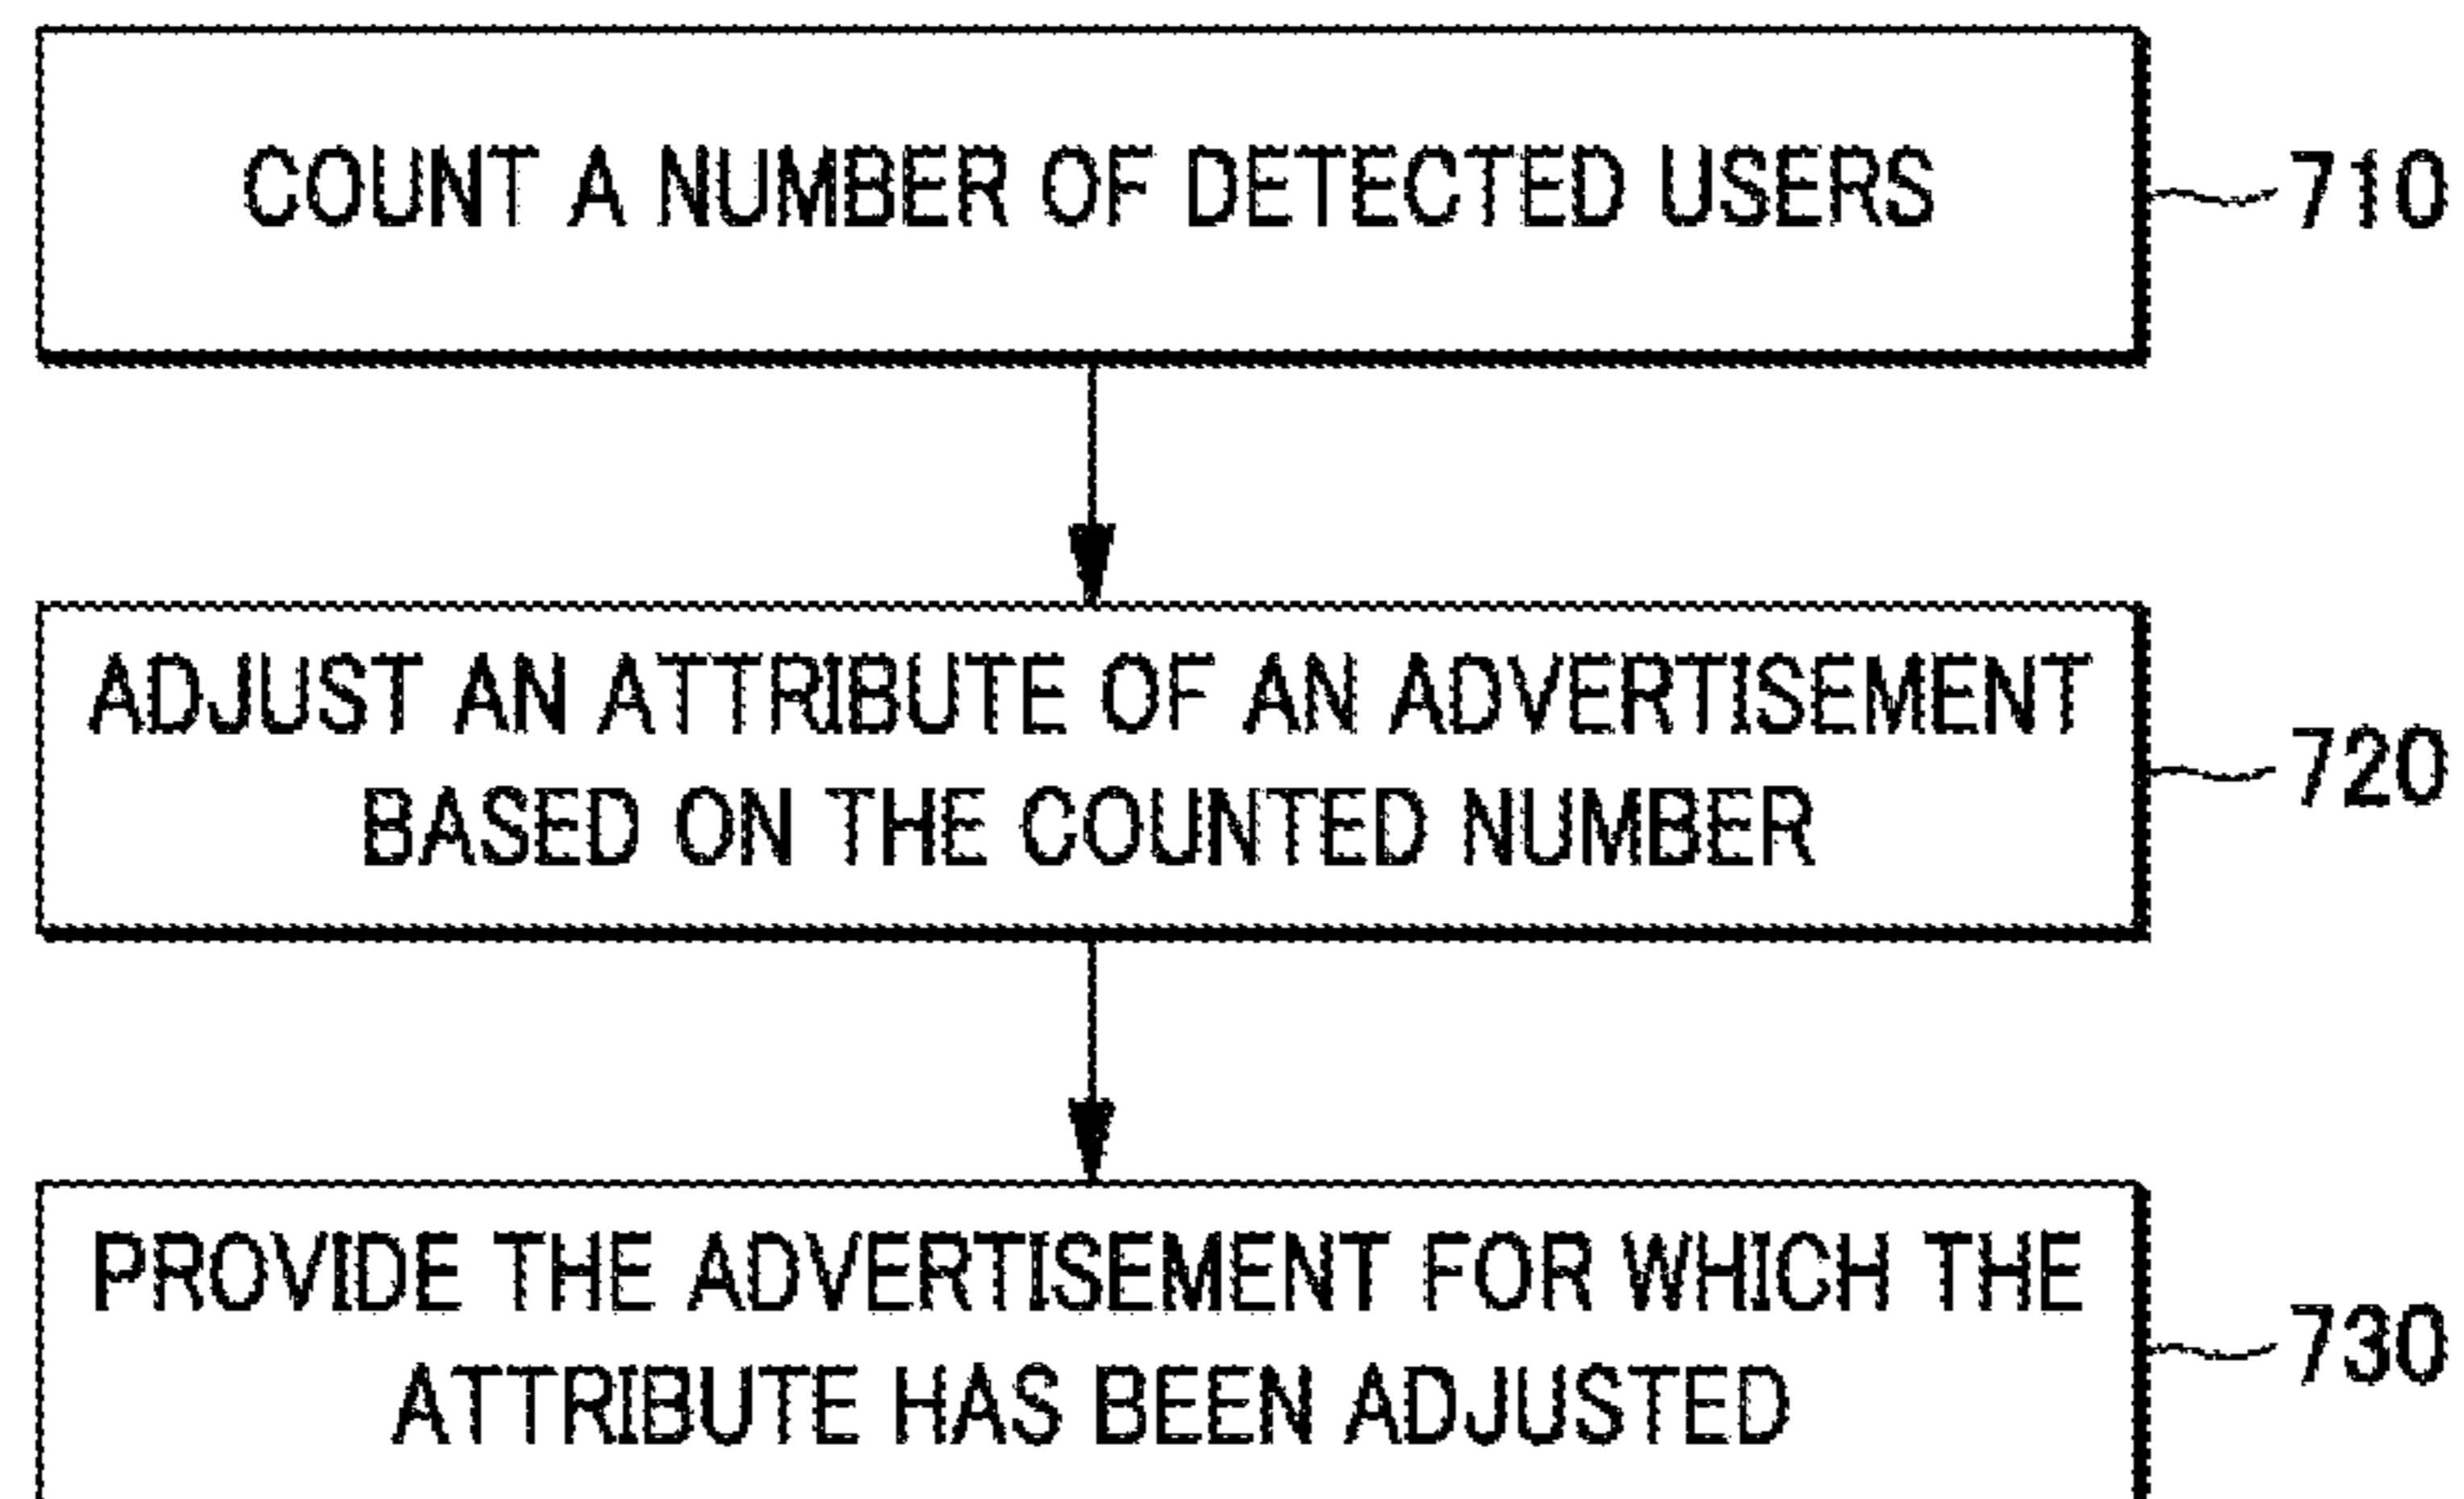 COUNT A NUMBER OF DETECTED USERS
710
ADJUST AN ATTRIBUTE OF AN ADVERTISEMENT
BASED ON THE COUNTED NUMBER
720
PROVIDE THE ADVERTISEMENT FOR WHICH THE
ATTRIBUTE HAS BEEN ADJUSTED
730